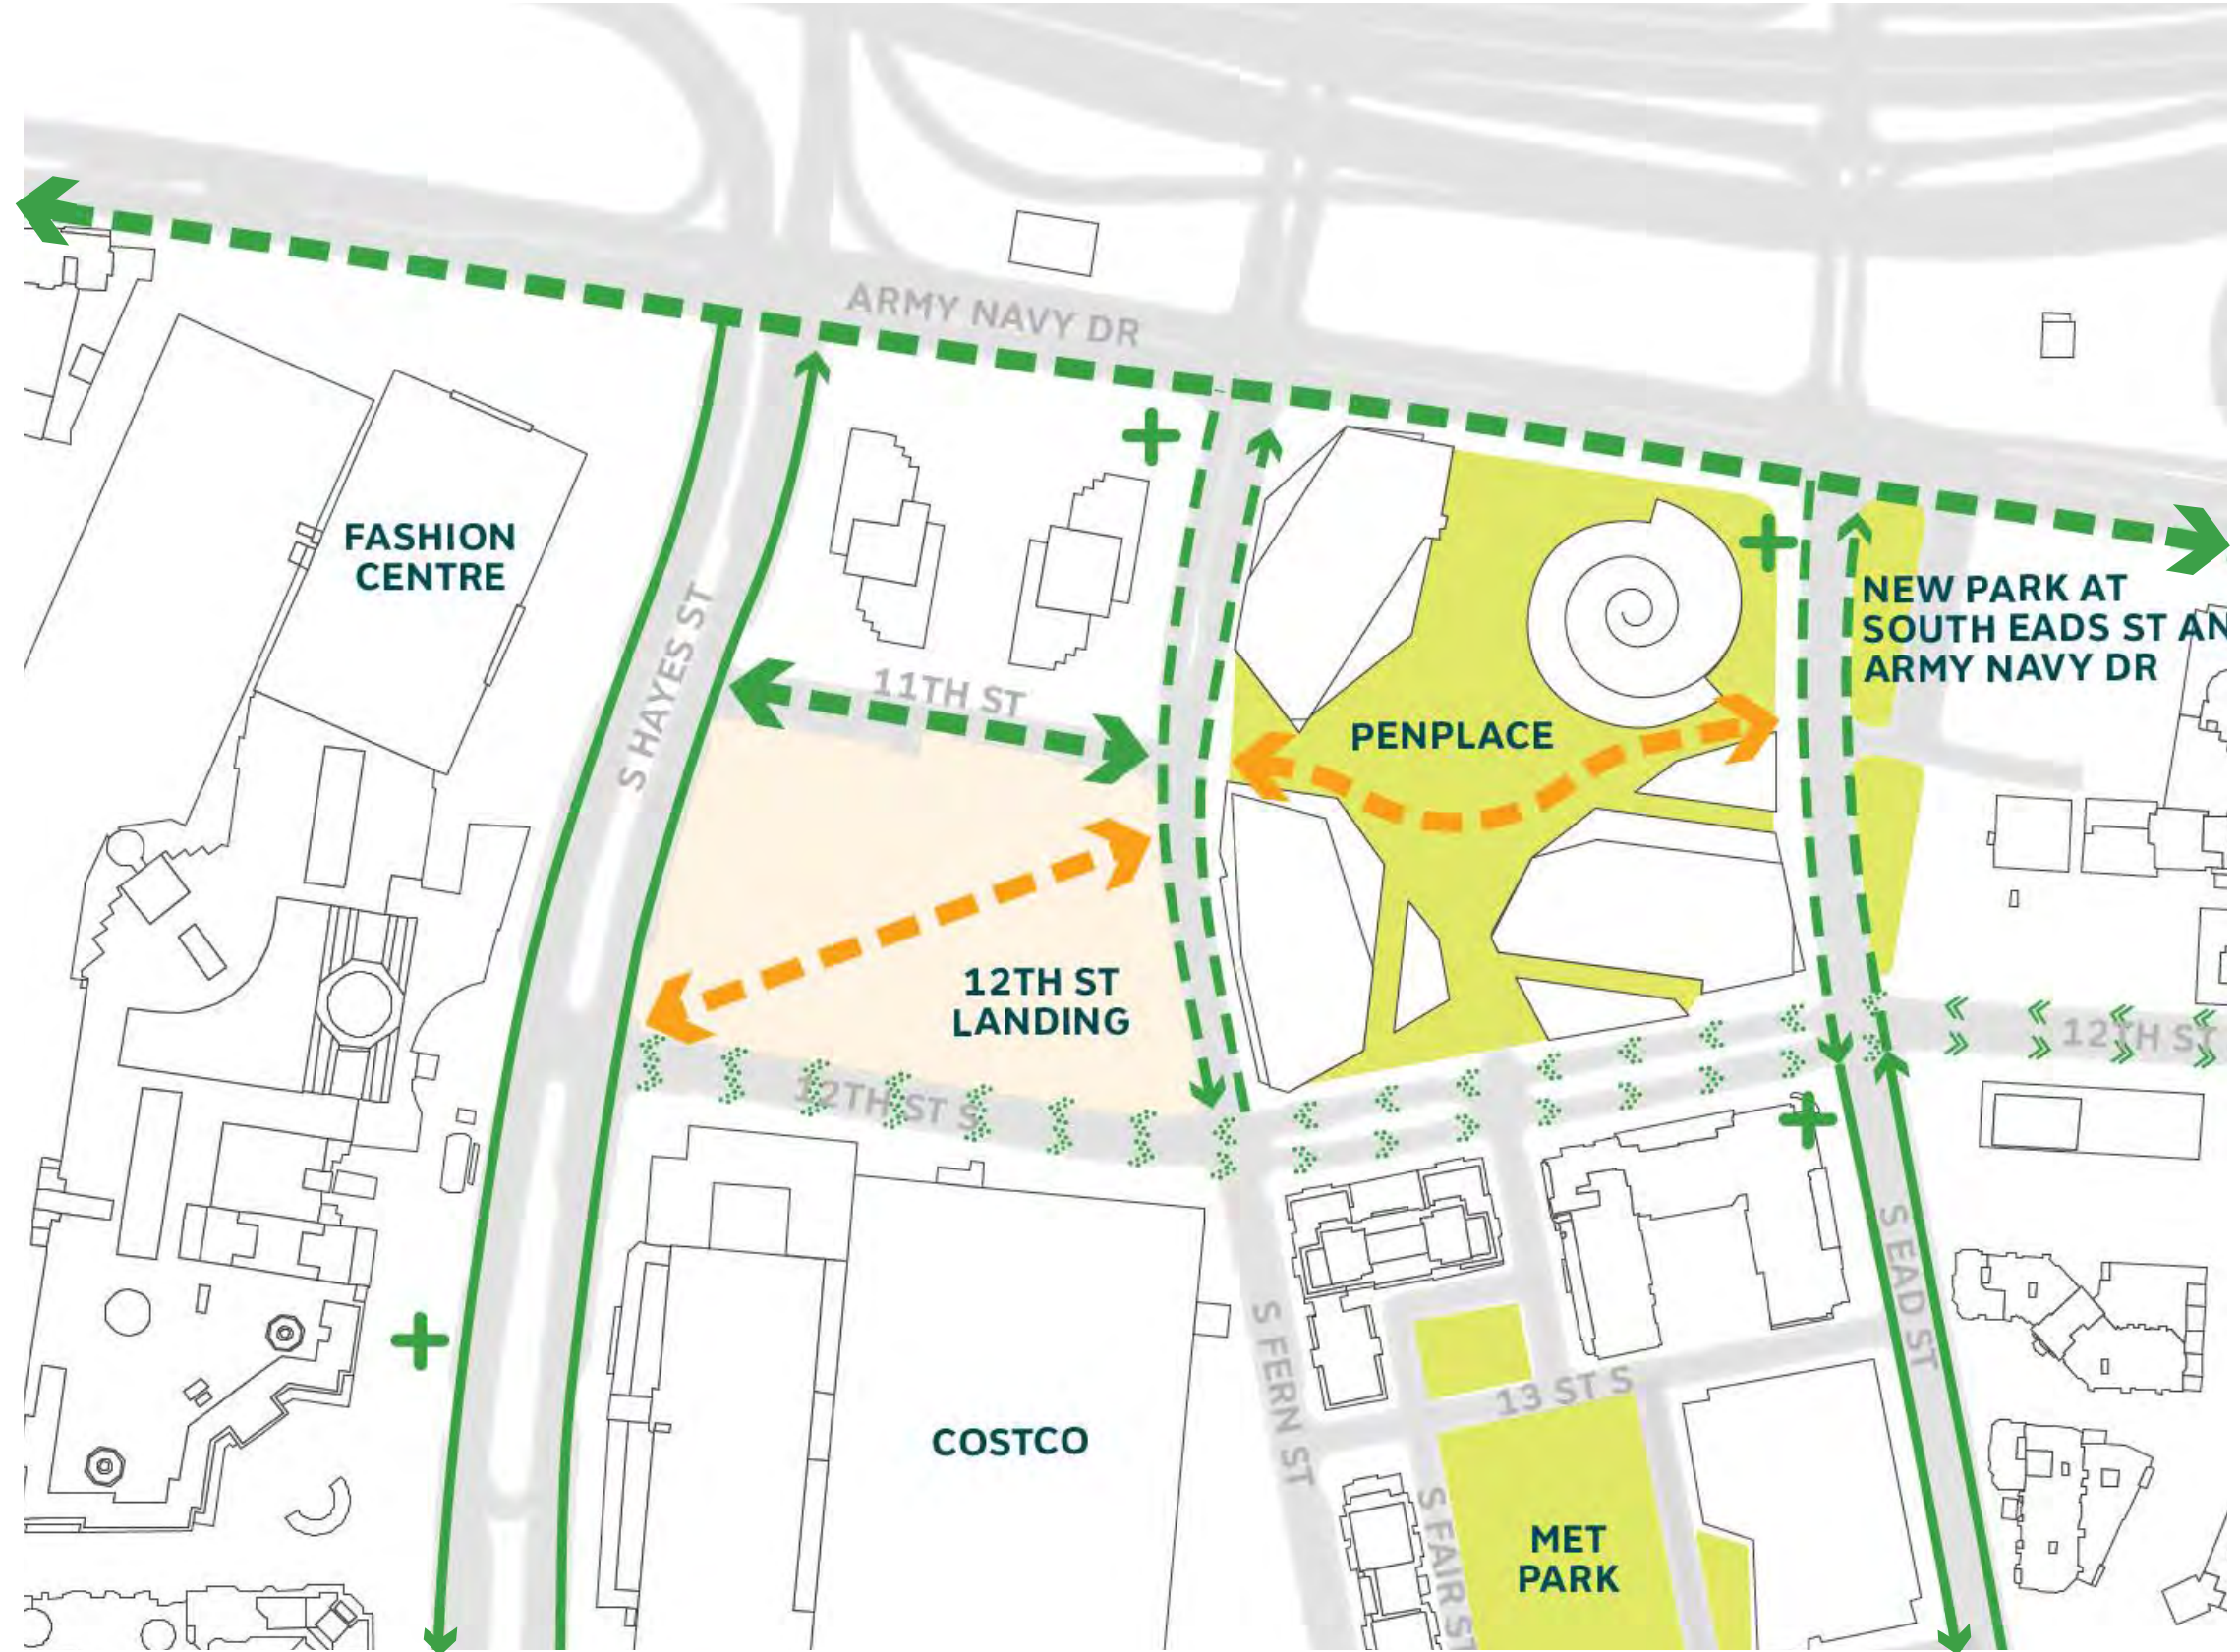 ARMY NAVY DR
FASHION
CENTRE
S HAYES ST
11TH ST
PENPLACE
NEW PARK AT
SOUTH EADS ST AN
ARMY NAVY DR
12TH ST
LANDING
12TH ST S
12TH ST
S EAD ST
S FERN ST
13 ST S
COSTCO
S FAIR ST
MET
PARK